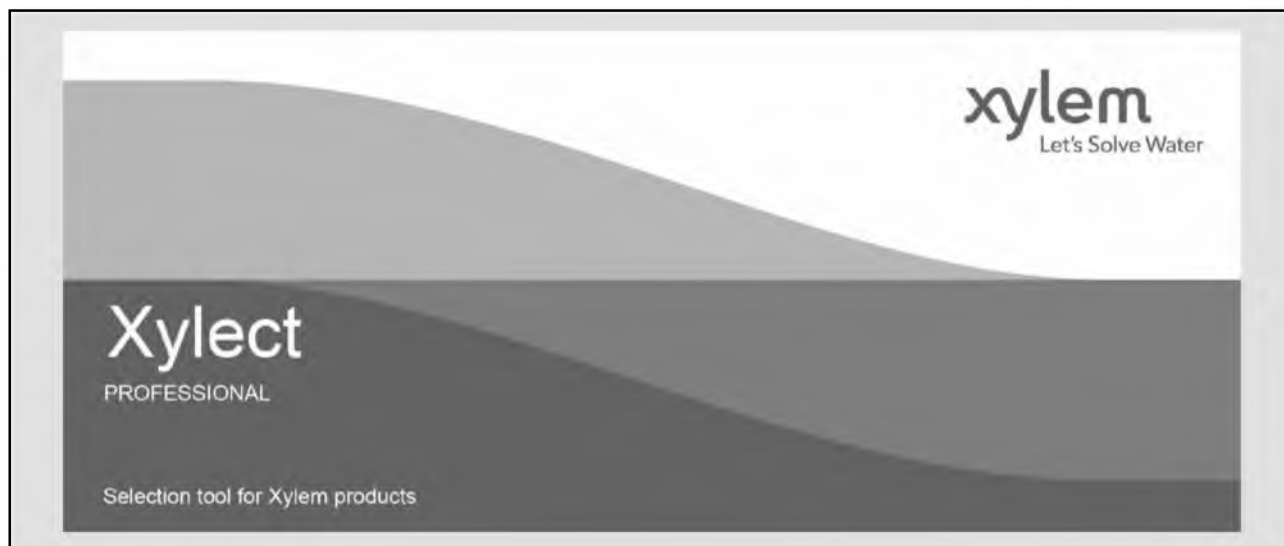 xylem
Let's Solve Water
Xylect
PROFESSIONAL
Selection tool for Xylem products